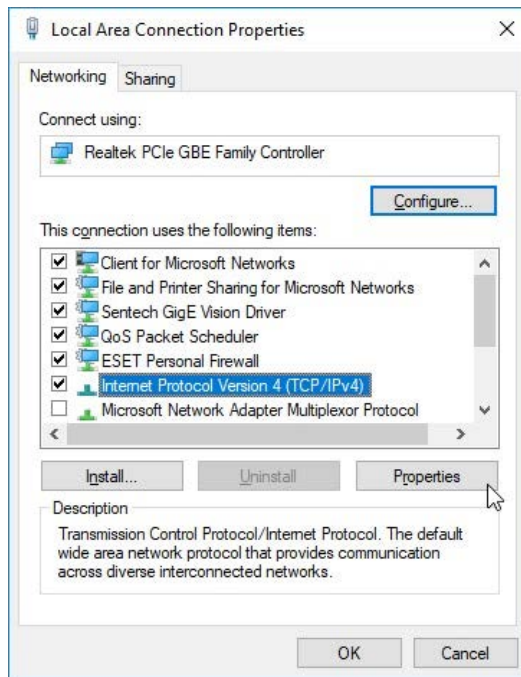 Local Area Connection Properties
Networking
Sharing
Connect using:
Realtek PCIe GBE Family Controller
Configure...
This connection uses the following items:
Client for Microsoft Networks
File and Printer Sharing for Microsoft Networks
Sentech GigE Vision Driver
QoS Packet Scheduler
ESET Personal Firewall
Internet Protocol Version 4 (TCP/IPv4)
Microsoft Network Adapter Multiplexor Protocol
Install...
Uninstall
Properties
Description
Transmission Control Protocol/Internet Protocol. The default
wide area network protocol that provides communication
across diverse interconnected networks.
OK
Cancel